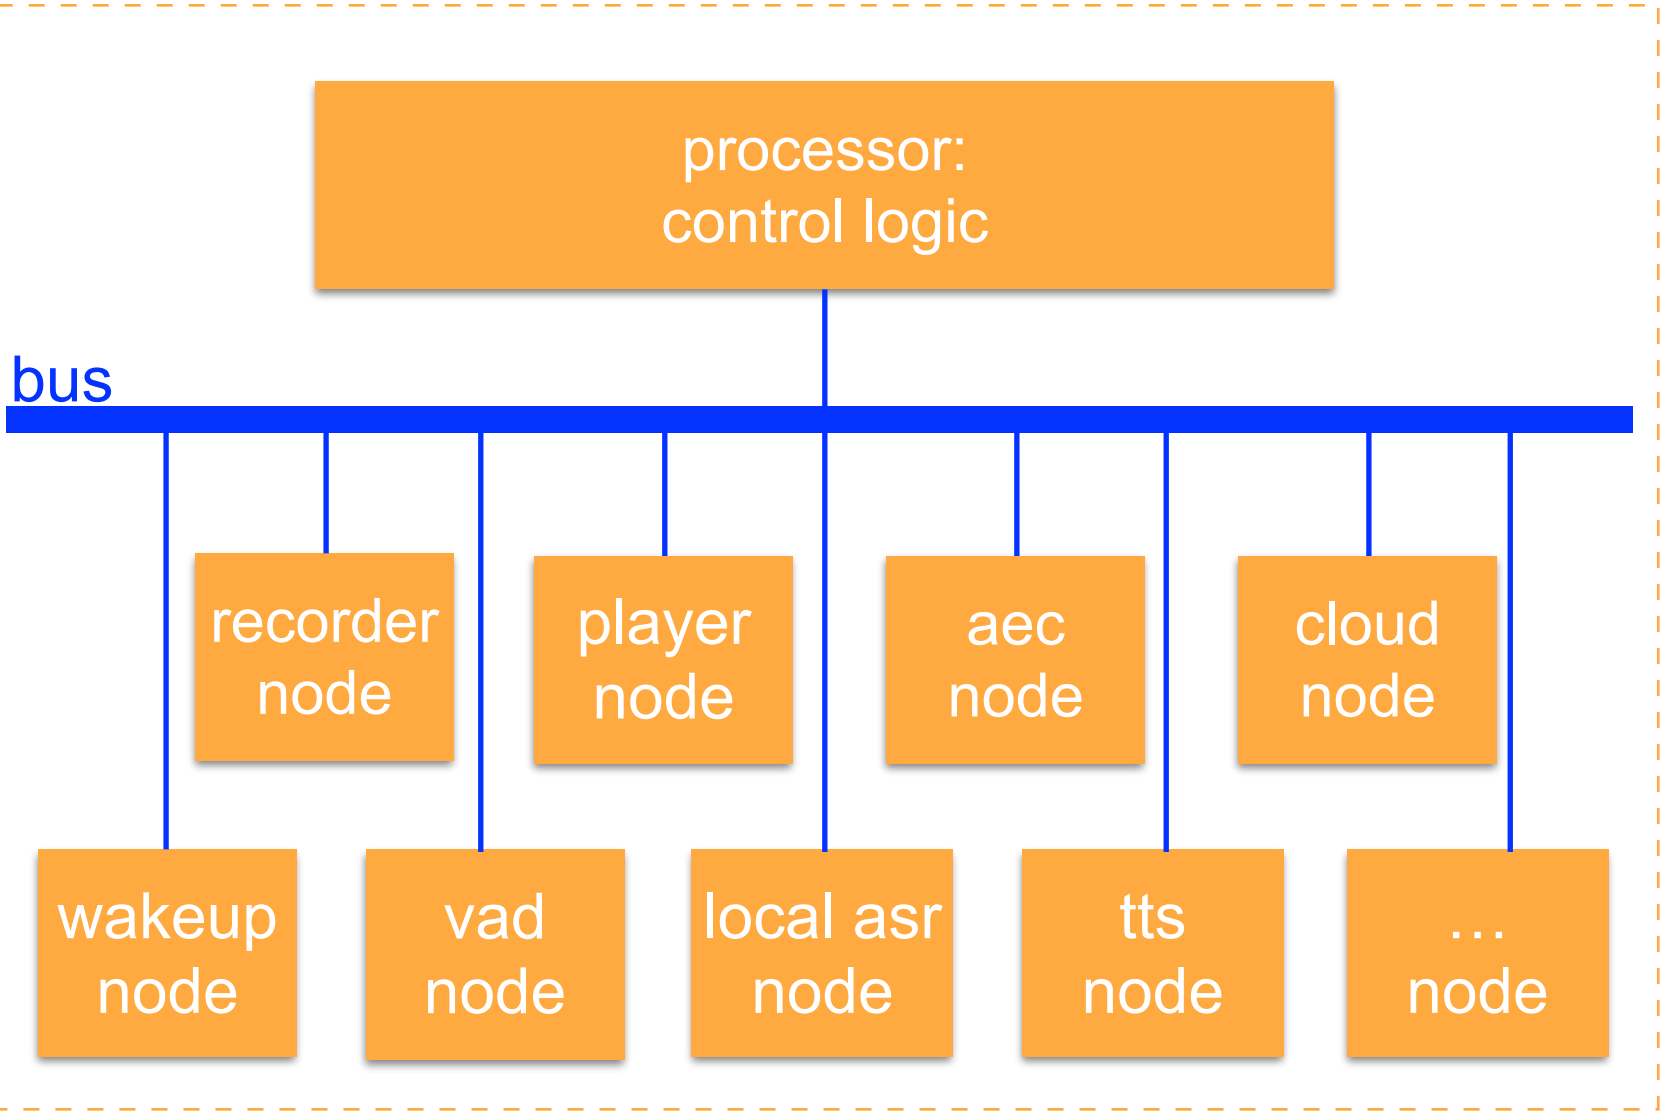 processor:
control logic
bus
recorder
node
player
node
aec
node
cloud
node
wakeup
node
vad
node
local asr
node
tts
node
…
node